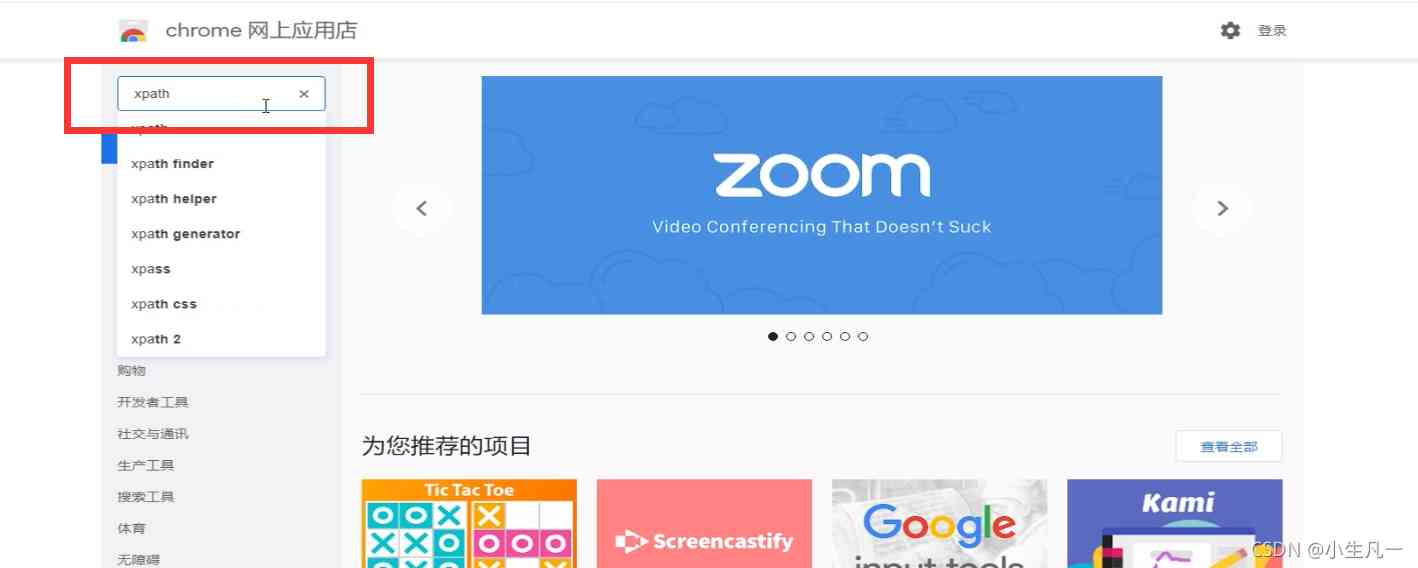 chrome 网上应用店
登录
xpath
xpath
xpath finder
xpath helper
xpath generator
xpass
xpath css
xpath 2
购物
开发者工具
社交与通讯
生产工具
搜索工具
体育
无障碍
zoom
Video Conferencing That Doesn't Suck
为您推荐的项目
查看全部
Tic Tac Toe
Screencastify
Google
input tools
Kami
CSDN @小生凡一